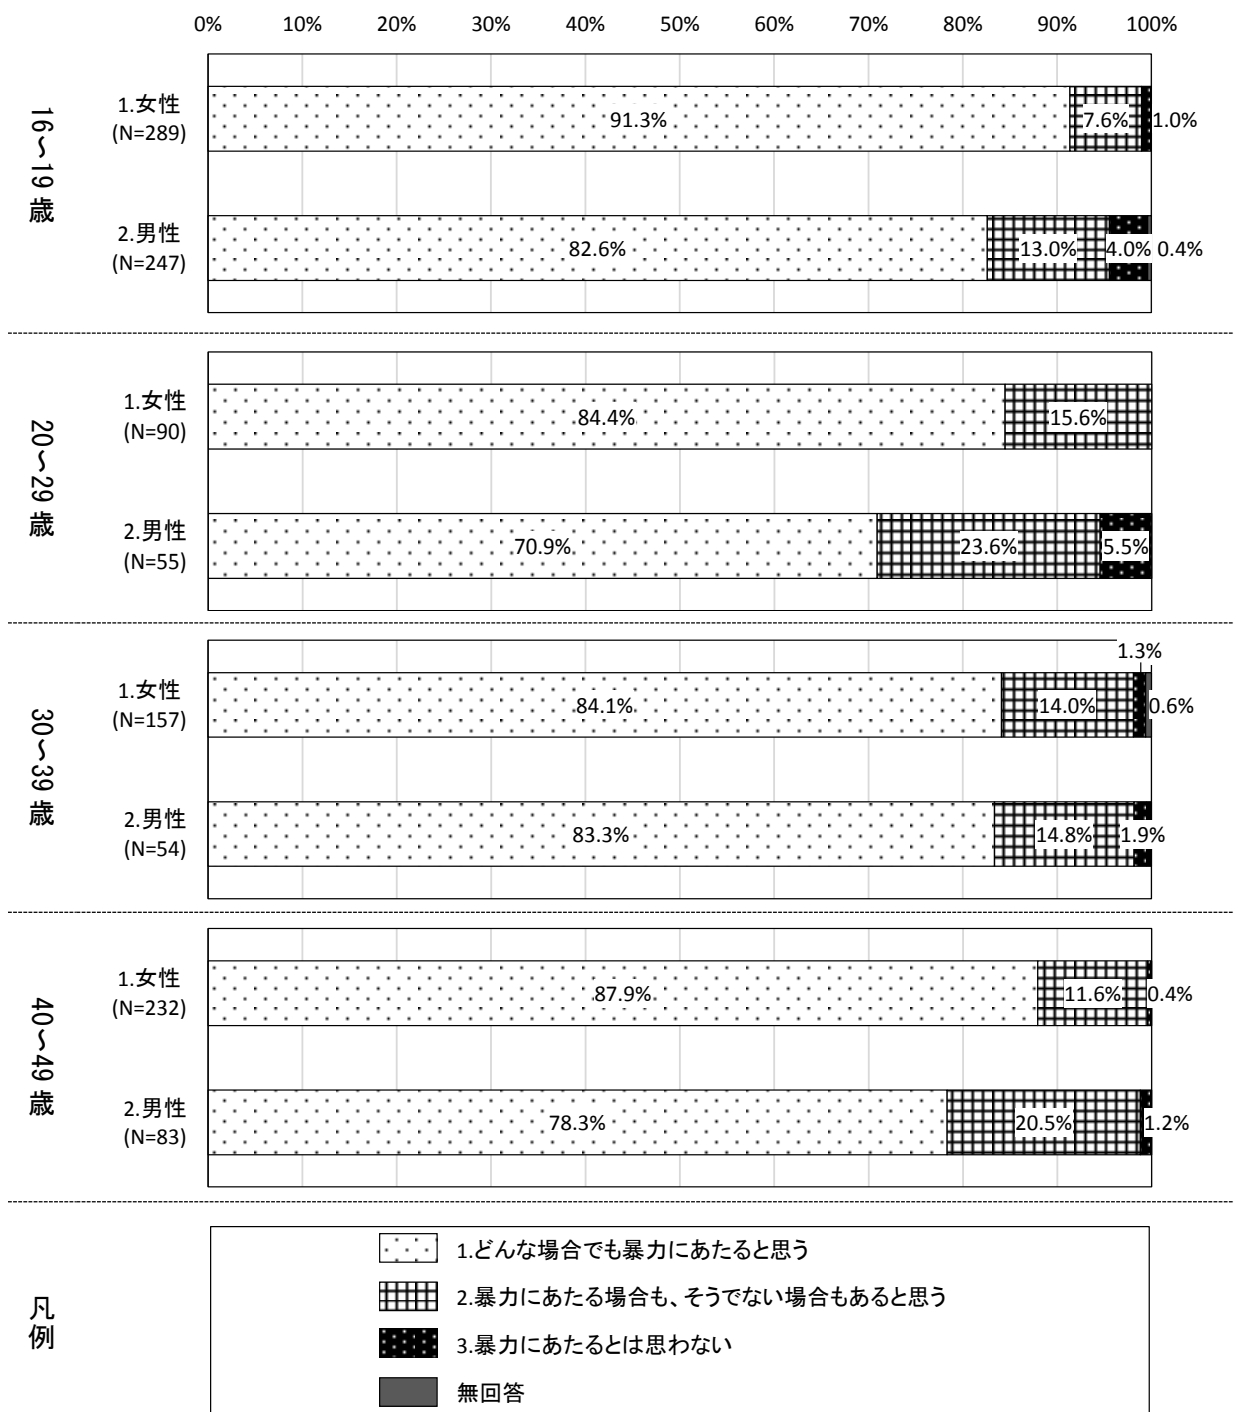 0% 10% 20% 30% 40% 50% 60% 70% 80% 90% 100%
16～19歳
1.女性
(N=289)
91.3% 7.6% 1.0%
2.男性
(N=247)
82.6% 13.0% 4.0% 0.4%
20～29歳
1.女性
(N=90)
84.4% 15.6%
2.男性
(N=55)
70.9% 23.6% 5.5%
30～39歳
1.3%
1.女性
(N=157)
84.1% 14.0% 0.6%
2.男性
(N=54)
83.3% 14.8% 1.9%
40～49歳
1.女性
(N=232)
87.9% 11.6% 0.4%
2.男性
(N=83)
78.3% 20.5% 1.2%
凡例
1.どんな場合でも暴力にあたると思う
2.暴力にあたる場合も、そうでない場合もあると思う
3.暴力にあたるとは思わない
無回答